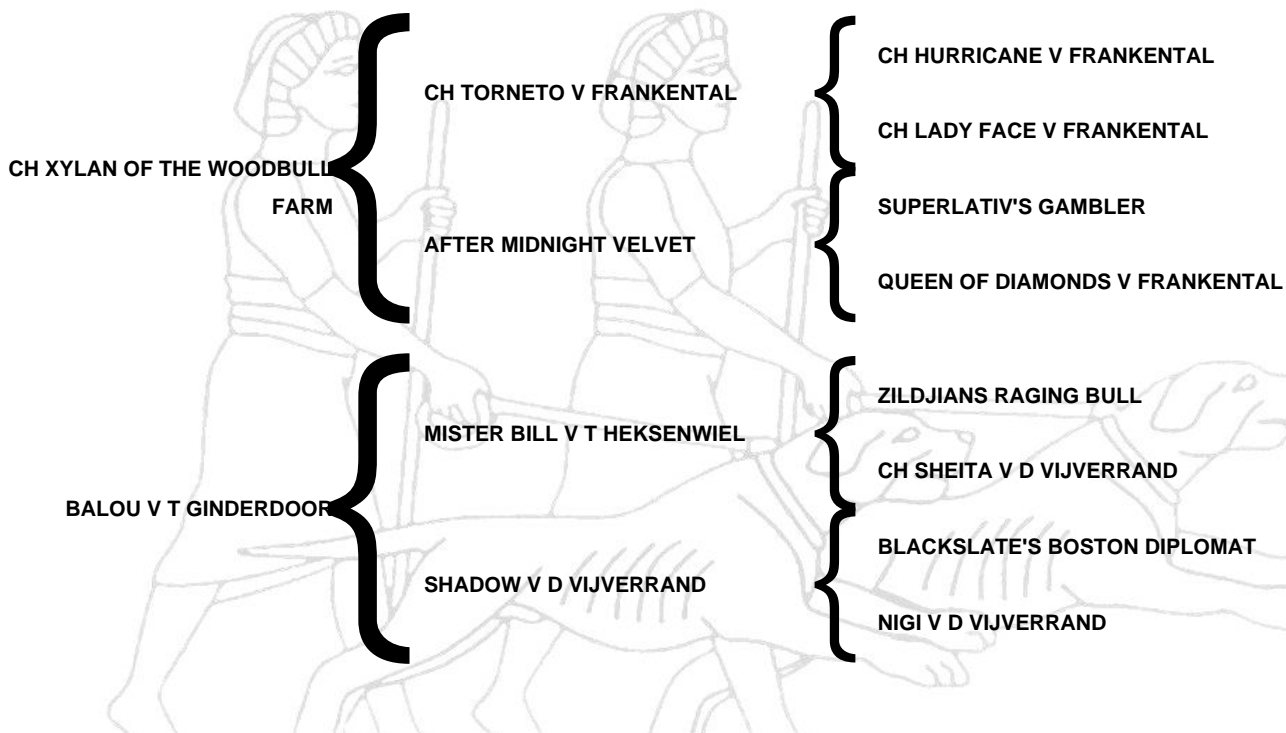 CH HURRICANE V FRANKENTAL
CH TORNETO V FRANKENTAL
CH LADY FACE V FRANKENTAL
CH XYLAN OF THE WOODBULL
FARM
SUPERLATIV'S GAMBLER
AFTER MIDNIGHT VELVET
QUEEN OF DIAMONDS V FRANKENTAL
ZILDJIANS RAGING BULL
MISTER BILL V T HEKSENWIEL
CH SHEITA V D VIJVERRAND
BALOU V T GINDERDOOR
BLACKSLATE'S BOSTON DIPLOMAT
SHADOW V D VIJVERRAND
NIGI V D VIJVERRAND